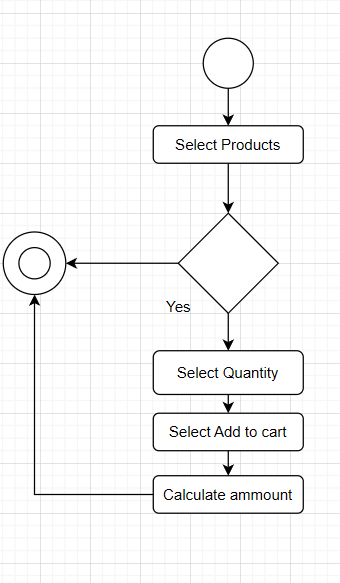 Select Products
Yes
Select Quantity
Select Add to cart
Calculate ammount